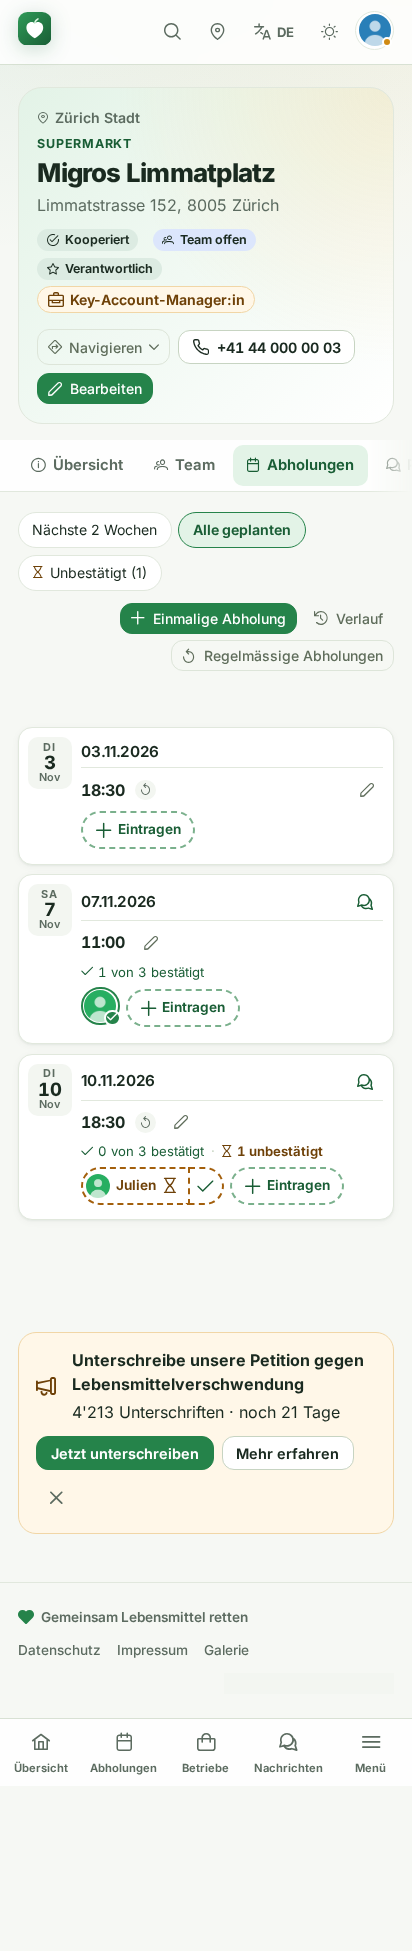 DE
Zürich Stadt
SUPERMARKT
Migros Limmatplatz
Limmatstrasse 152, 8005 Zürich
Kooperiert Team offen
Verantwortlich
Key-Account-Manager:in
Navigieren +41 44 000 00 03
Bearbeiten
Übersicht Team Abholungen
Nächste 2 Wochen Alle geplanten
Unbestätigt (1)
Einmalige Abholung Verlauf
Regelmässige Abholungen
DI
3
Nov
03.11.2026
18:30
Eintragen
SA
7
Nov
07.11.2026
11:00
1 von 3 bestätigt
Eintragen
DI
10
Nov
10.11.2026
18:30
0 von 3 bestätigt · 1 unbestätigt
Julien Eintragen
Unterschreibe unsere Petition gegen
Lebensmittelverschwendung
4'213 Unterschriften · noch 21 Tage
Jetzt unterschreiben Mehr erfahren
Gemeinsam Lebensmittel retten
Datenschutz Impressum Galerie
Übersicht Abholungen Betriebe Nachrichten Menü